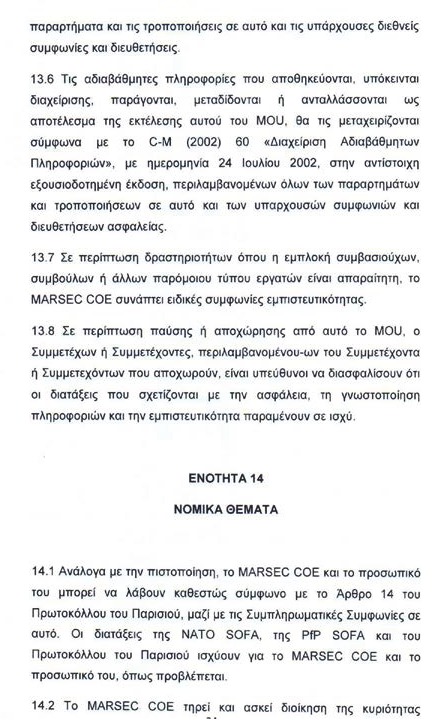 παραρτήματα και τις τροποποιήσεις σε αυτό και τις υπάρχουσες διεθνείς
συμφωνίες και διευθετήσεις.
13.6 Τις αδιαβάθμητες πληροφορίες που αποθηκεύονται, υπόκεινται
διαχείρισης, παράγονται, μεταδίδονται ή ανταλλάσσονται ως
αποτέλεσμα της εκτέλεσης αυτού του MOU, θα τις μεταχειρίζονται
σύμφωνα με το C-M (2002) 60 «Διαχείριση Αδιαβάθμητων
Πληροφοριών», με ημερομηνία 24 Ιουλίου 2002, στην αντίστοιχη
εξουσιοδοτημένη έκδοση, περιλαμβανομένων όλων των παραρτημάτων
και τροποποιήσεων σε αυτό και των υπαρχουσών συμφωνιών και
διευθετήσεων ασφαλείας.
13.7 Σε περίπτωση δραστηριοτήτων όπου η εμπλοκή συμβασιούχων,
συμβούλων ή άλλων παρόμοιου τύπου εργατών είναι απαραίτητη, το
MARSEC COE συνάπτει ειδικές συμφωνίες εμπιστευτικότητας.
13.8 Σε περίπτωση παύσης ή αποχώρησης από αυτό το MOU, ο
Συμμετέχων ή Συμμετέχοντες, περιλαμβανομένου-ων του Συμμετέχοντα
ή Συμμετεχόντων που αποχωρούν, είναι υπεύθυνοι να διασφαλίσουν ότι
οι διατάξεις που σχετίζονται με την ασφάλεια, τη γνωστοποίηση
πληροφοριών και την εμπιστευτικότητα παραμένουν σε ισχύ.
ΕΝΟΤΗΤΑ 14
ΝΟΜΙΚΑ ΘΕΜΑΤΑ
14.1 Ανάλογα με την πιστοποίηση, το MARSEC COE και το προσωπικό
του μπορεί να λάβουν καθεστώς σύμφωνο με το Άρθρο 14 του
Πρωτοκόλλου του Παρισιού, μαζί με τις Συμπληρωματικές Συμφωνίες σε
αυτό. Οι διατάξεις της NATO SOFA, της PfP SOFA και του
Πρωτοκόλλου του Παρισιού ισχύουν για το MARSEC COE και το
προσωπικό του, όπως προβλέπεται.
14.2 Το MARSEC COE τηρεί και ασκεί διοίκηση της κυριότητας